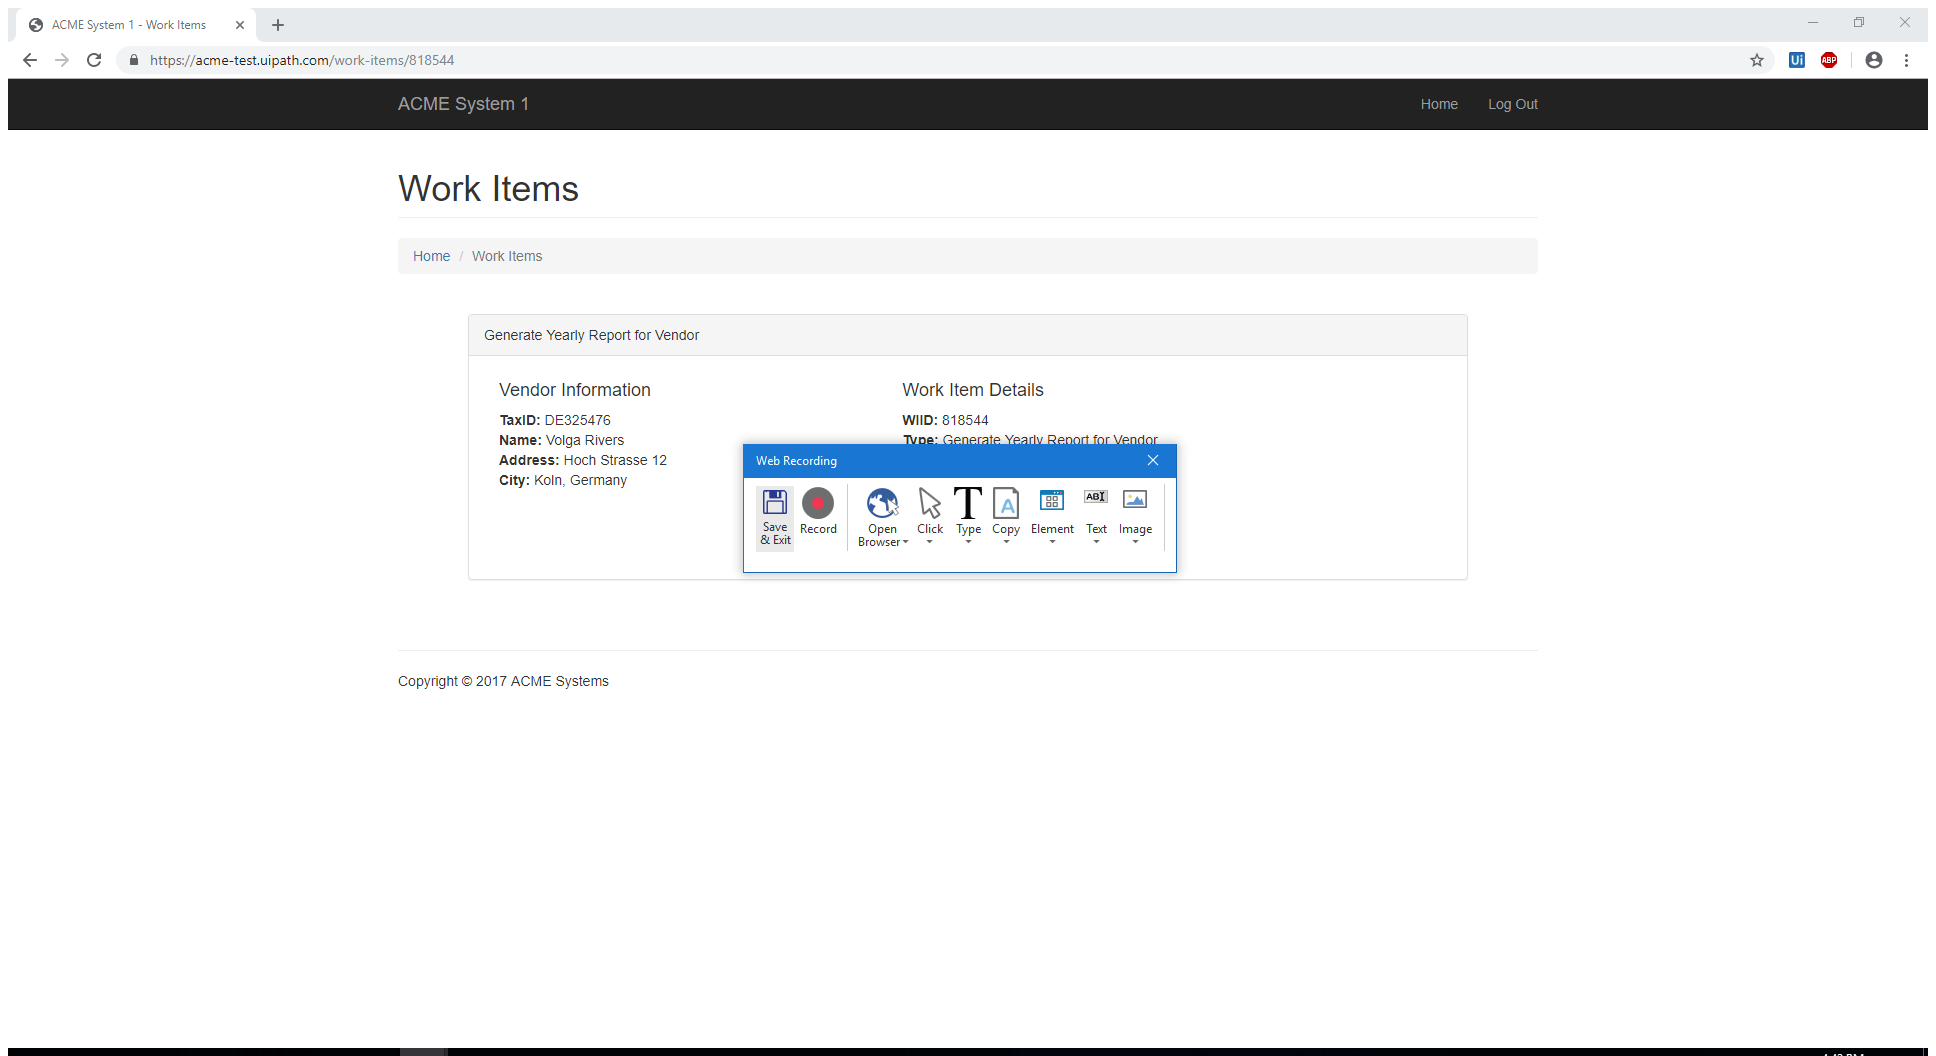 ACME System 1 - Work Items
https://acme-test.uipath.com/work-items/818544
Ui
ABP
ACME System 1
Home
Log Out
Work Items
Home / Work Items
Generate Yearly Report for Vendor
Vendor Information
TaxID: DE325476
Name: Volga Rivers
Address: Hoch Strasse 12
City: Koln, Germany
Work Item Details
WIID: 818544
Type: Generate Yearly Report for Vendor
Web Recording
Save
& Exit
Record
Open
Browser
Click
T
Type
A
Copy
Element
AB
Text
Image
Copyright © 2017 ACME Systems